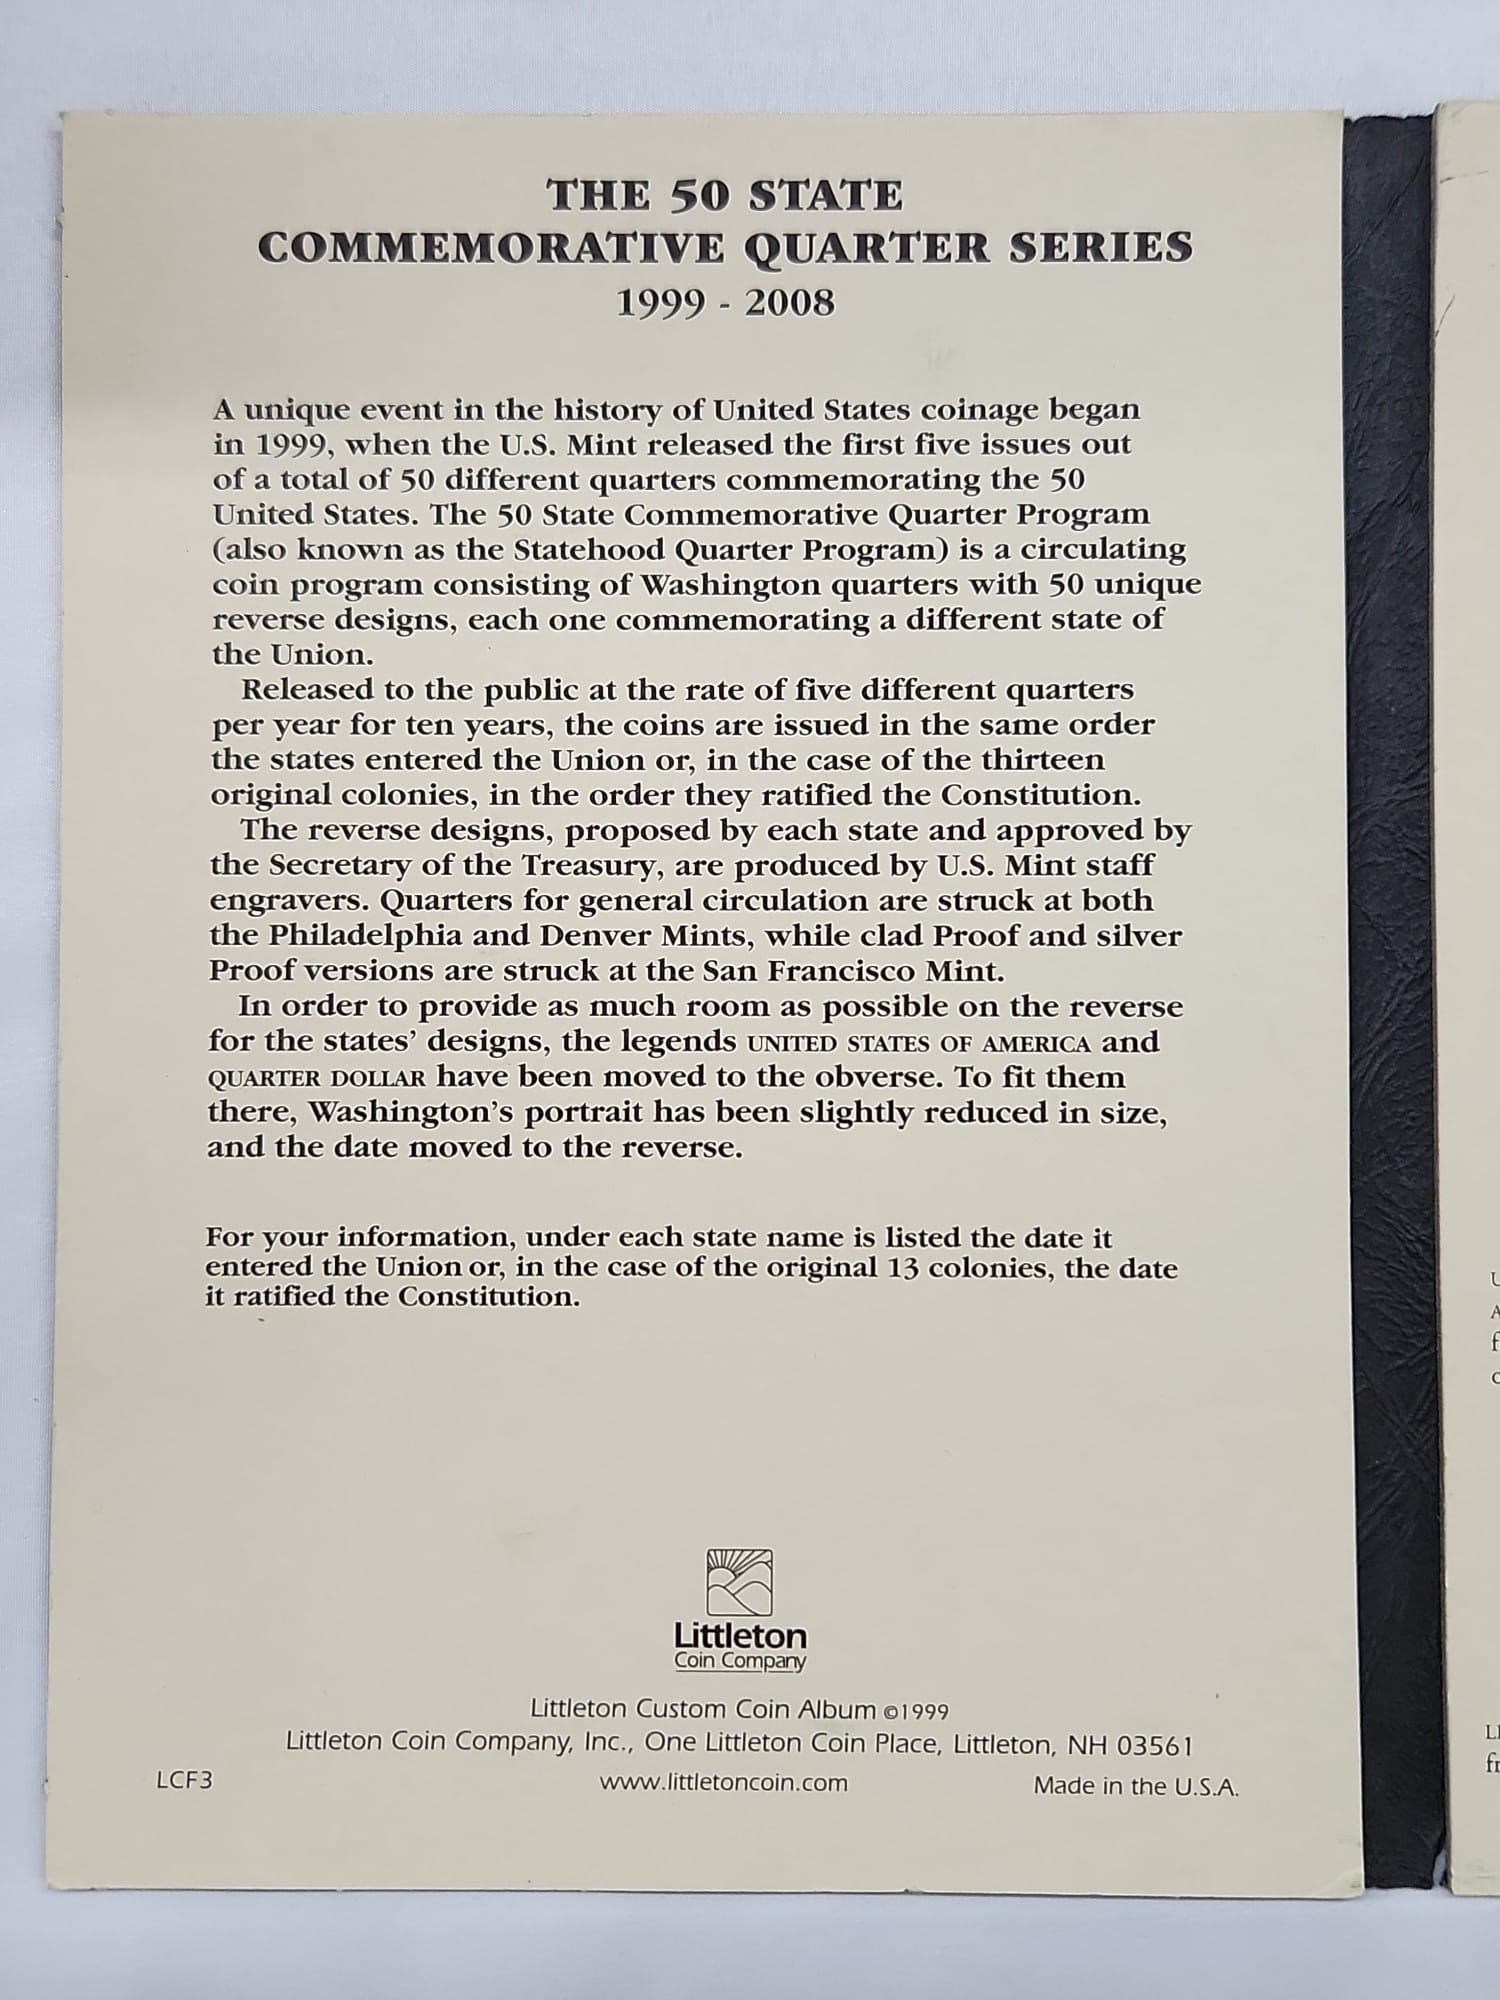 THE 50 STATE
COMMEMORATIVE QUARTER SERIES
1999 - 2008
A unique event in the history of United States coinage began
in 1999, when the U.S. Mint released the first five issues out
of a total of 50 different quarters commemorating the 50
United States. The 50 State Commemorative Quarter Program
(also known as the Statehood Quarter Program) is a circulating
coin program consisting of Washington quarters with 50 unique
reverse designs, each one commemorating a different state of
the Union.
Released to the public at the rate of five different quarters
per year for ten years, the coins are issued in the same order
the states entered the Union or, in the case of the thirteen
original colonies, in the order they ratified the Constitution.
The reverse designs, proposed by each state and approved by
the Secretary of the Treasury, are produced by U.S. Mint staff
engravers. Quarters for general circulation are struck at both
the Philadelphia and Denver Mints, while clad Proof and silver
Proof versions are struck at the San Francisco Mint.
In order to provide as much room as possible on the reverse
for the states' designs, the legends UNITED STATES OF AMERICA and
QUARTER DOLLAR have been moved to the obverse. To fit them
there, Washington's portrait has been slightly reduced in size,
and the date moved to the reverse.
For your information, under each state name is listed the date it
entered the Union or, in the case of the original 13 colonies, the date
it ratified the Constitution.
Littleton
Coin Company
Littleton Custom Coin Album ©1999
Littleton Coin Company, Inc., One Littleton Coin Place, Littleton, NH 03561
LCF3 www.littletoncoin.com Made in the U.S.A.